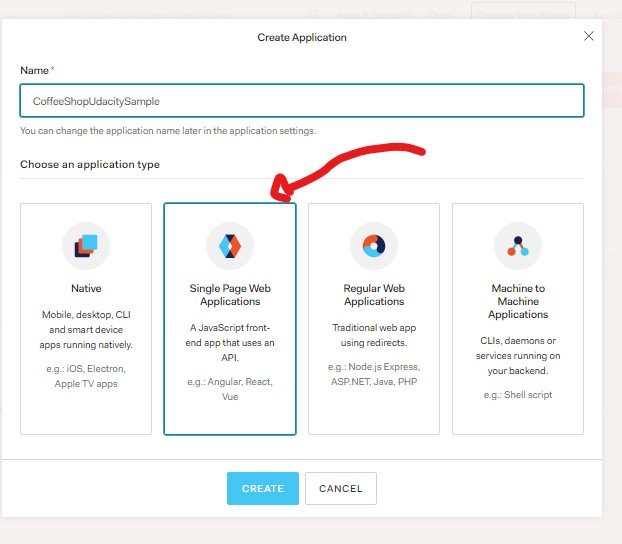 Create Application
Name *
CoffeeShopUdacitySample
You can change the application name later in the application settings.
Choose an application type
Native
Mobile, desktop, CLI
and smart device
apps running natively.
e.g.: iOS, Electron,
Apple TV apps
Single Page Web
Applications
A JavaScript front-
end app that uses an
API.
e.g.: Angular, React,
Vue
Regular Web
Applications
Traditional web app
using redirects.
e.g.: Node.js Express,
ASP.NET, Java, PHP
Machine to
Machine
Applications
CLIs, daemons or
services running on
your backend.
e.g.: Shell script
CREATE
CANCEL